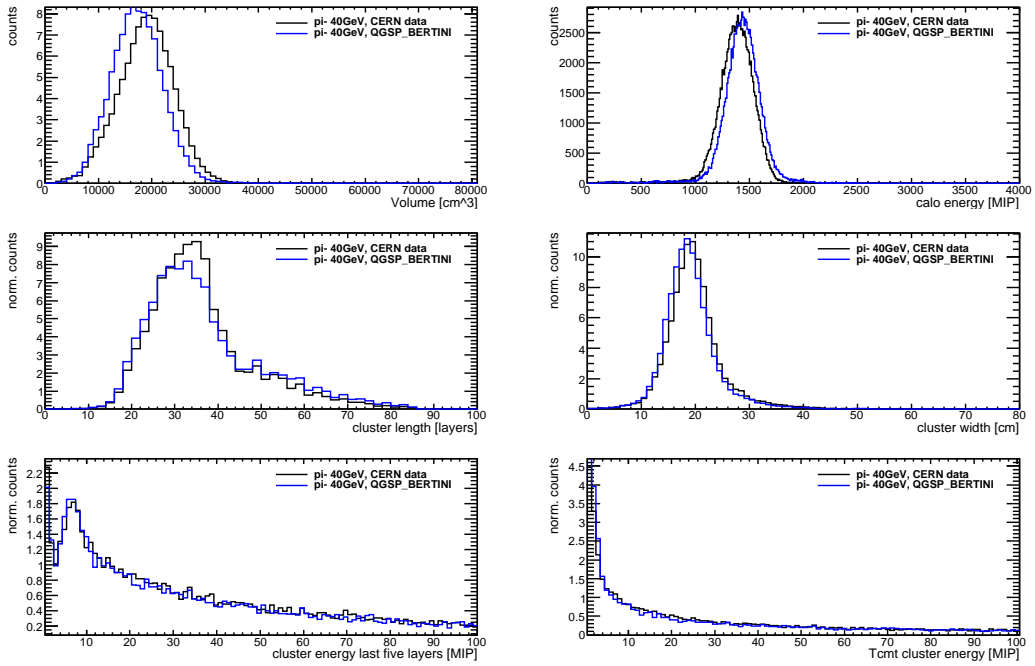 counts
8
7
6
5
4
3
2
1
0
0 10000 20000 30000 40000 50000 60000 70000 80000
Volume [cm^3]
pi- 40GeV, CERN data
pi- 40GeV, QGSP_BERTINI
counts
2500
2000
1500
1000
500
0
500 1000 1500 2000 2500 3000 3500 4000
calo energy [MIP]
pi- 40GeV, CERN data
pi- 40GeV, QGSP_BERTINI
norm. counts
9
8
7
6
5
4
3
2
1
0
0 10 20 30 40 50 60 70 80 90 100
cluster length [layers]
pi- 40GeV, CERN data
pi- 40GeV, QGSP_BERTINI
norm. counts
10
8
6
4
2
0
0 10 20 30 40 50 60 70 80
cluster width [cm]
pi- 40GeV, CERN data
pi- 40GeV, QGSP_BERTINI
norm. counts
2.2
2
1.8
1.6
1.4
1.2
1
0.8
0.6
0.4
0.2
10 20 30 40 50 60 70 80 90 100
cluster energy last five layers [MIP]
pi- 40GeV, CERN data
pi- 40GeV, QGSP_BERTINI
norm. counts
4.5
4
3.5
3
2.5
2
1.5
1
0.5
0
10 20 30 40 50 60 70 80 90 100
Tcmt cluster energy [MIP]
pi- 40GeV, CERN data
pi- 40GeV, QGSP_BERTINI